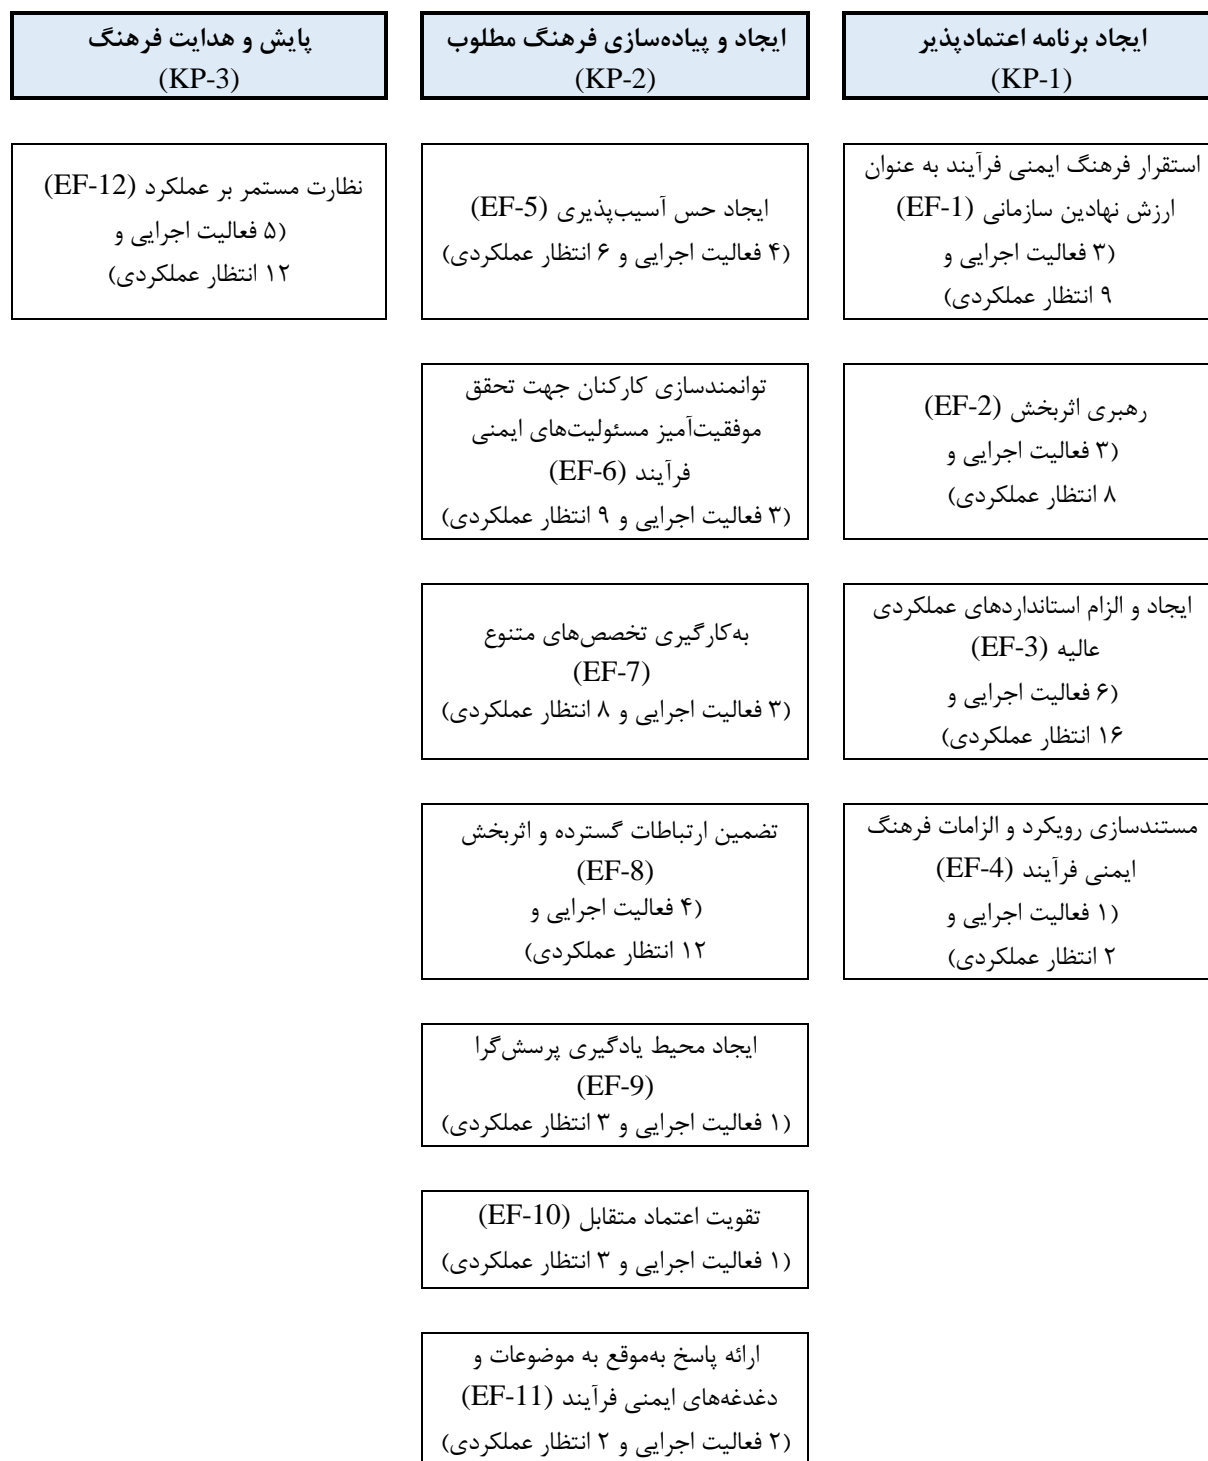 ایجاد برنامه اعتمادپذیر
(KP-1)
استقرار فرهنگ ایمنی فرآیند به عنوان
ارزش نهادین سازمانی (EF-1)
(۳ فعالیت اجرایی و
۹ انتظار عملکردی)
رهبری اثربخش (EF-2)
(۳ فعالیت اجرایی و
۸ انتظار عملکردی)
ایجاد و الزام استانداردهای عملکردی
عالیه (EF-3)
(۶ فعالیت اجرایی و
۱۶ انتظار عملکردی)
مستندسازی رویکرد و الزامات فرهنگ
ایمنی فرآیند (EF-4)
(۱ فعالیت اجرایی و
۲ انتظار عملکردی)
ایجاد و پیاده‌سازی فرهنگ مطلوب
(KP-2)
ایجاد حس آسیب‌پذیری (EF-5)
(۴ فعالیت اجرایی و ۶ انتظار عملکردی)
توانمندسازی کارکنان جهت تحقق
موفقیت‌آمیز مسئولیت‌های ایمنی
فرآیند (EF-6)
(۳ فعالیت اجرایی و ۹ انتظار عملکردی)
به‌کارگیری تخصص‌های متنوع
(EF-7)
(۳ فعالیت اجرایی و ۸ انتظار عملکردی)
تضمین ارتباطات گسترده و اثربخش
(EF-8)
(۴ فعالیت اجرایی و
۱۲ انتظار عملکردی)
ایجاد محیط یادگیری پرسش‌گرا
(EF-9)
(۱ فعالیت اجرایی و ۳ انتظار عملکردی)
تقویت اعتماد متقابل (EF-10)
(۱ فعالیت اجرایی و ۳ انتظار عملکردی)
ارائه پاسخ به‌موقع به موضوعات و
دغدغه‌های ایمنی فرآیند (EF-11)
(۲ فعالیت اجرایی و ۲ انتظار عملکردی)
پایش و هدایت فرهنگ
(KP-3)
نظارت مستمر بر عملکرد (EF-12)
(۵ فعالیت اجرایی و
۱۲ انتظار عملکردی)